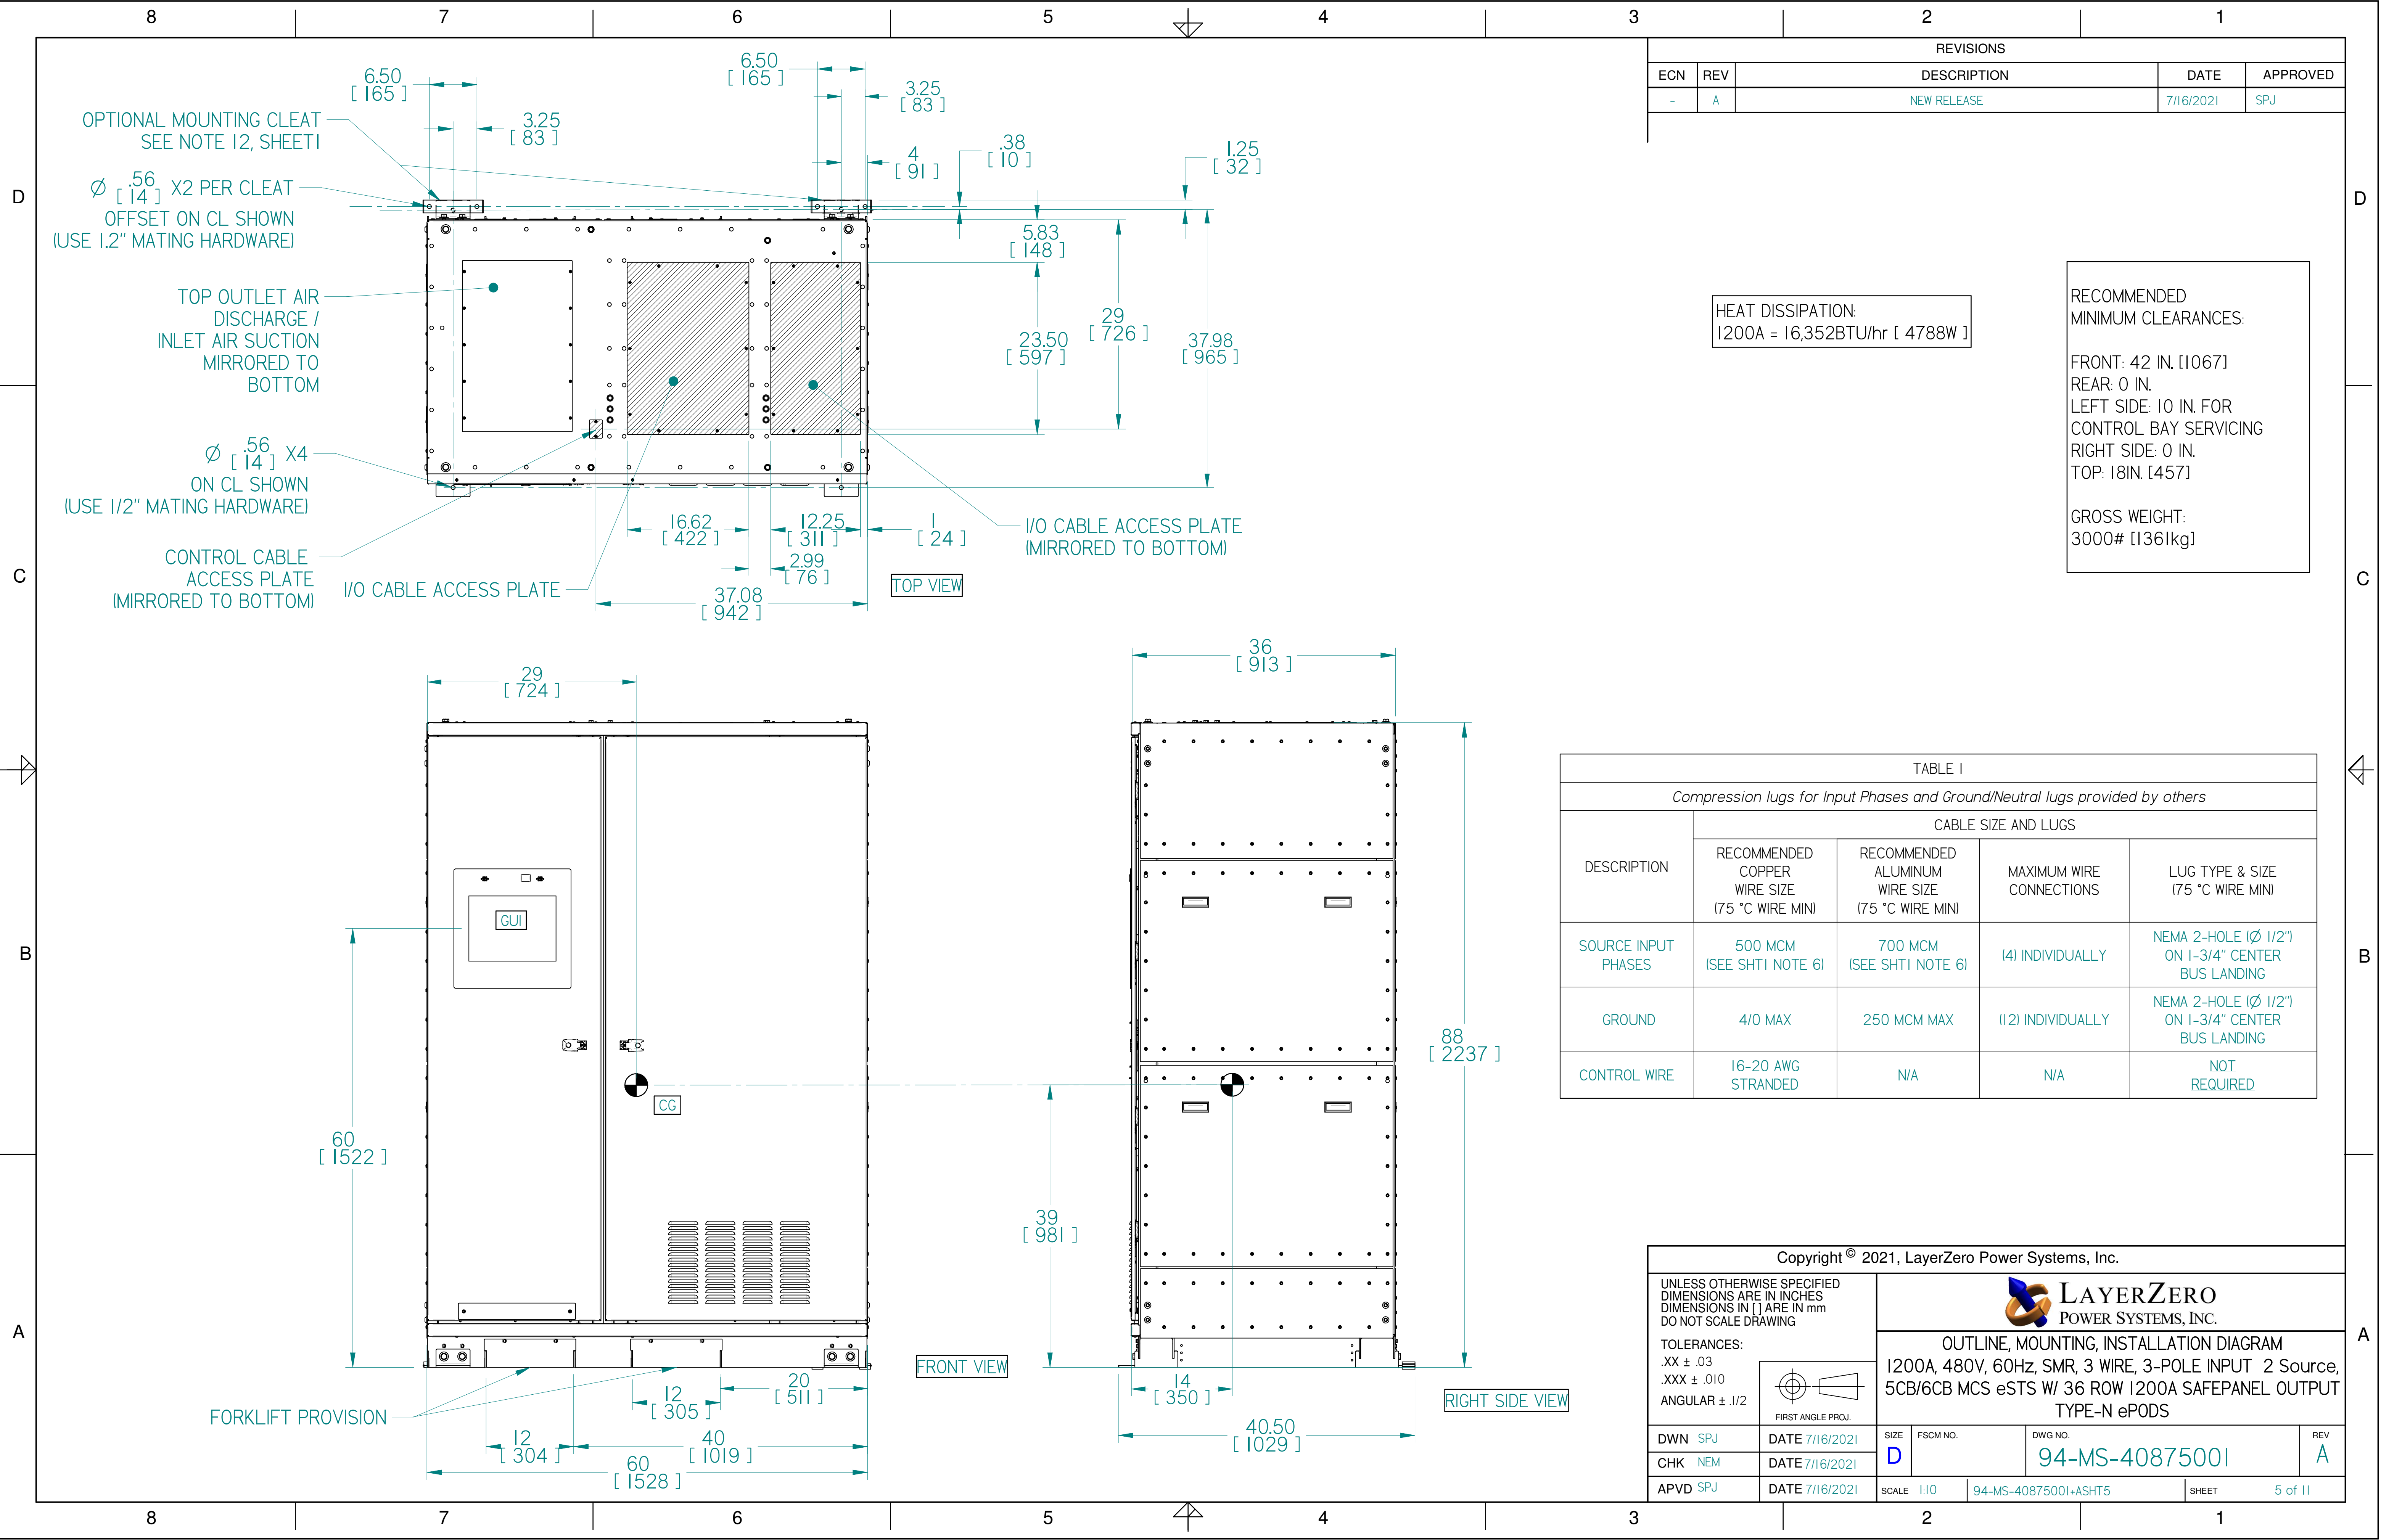 8 7 6 5 4 3 2 1
REVISIONS
ECN REV DESCRIPTION DATE APPROVED
- A NEW RELEASE 7/16/2021 SPJ
D
D
C
C
B
B
A
A
6.50
[ 165 ]
3.25
[ 83 ]
6.50
[ 165 ]
3.25
[ 83 ]
4
[ 91 ]
.38
[ 10 ]
1.25
[ 32 ]
OPTIONAL MOUNTING CLEAT
SEE NOTE 12, SHEET1
Ø .56 [ 14 ] X2 PER CLEAT
OFFSET ON CL SHOWN
(USE 1.2" MATING HARDWARE)
TOP OUTLET AIR
DISCHARGE /
INLET AIR SUCTION
MIRRORED TO
BOTTOM
Ø .56 [ 14 ] X4
ON CL SHOWN
(USE 1/2" MATING HARDWARE)
CONTROL CABLE
ACCESS PLATE
(MIRRORED TO BOTTOM)
I/O CABLE ACCESS PLATE
5.83
[ 148 ]
29
[ 726 ]
23.50
[ 597 ]
37.98
[ 965 ]
16.62
[ 422 ]
12.25
[ 311 ]
1
[ 24 ]
2.99
[ 76 ]
37.08
[ 942 ]
I/O CABLE ACCESS PLATE
(MIRRORED TO BOTTOM)
TOP VIEW
HEAT DISSIPATION:
1200A = 16,352BTU/hr [ 4788W ]
RECOMMENDED
MINIMUM CLEARANCES:
FRONT: 42 IN. [1067]
REAR: 0 IN.
LEFT SIDE: 10 IN. FOR
CONTROL BAY SERVICING
RIGHT SIDE: 0 IN.
TOP: 18IN. [457]
GROSS WEIGHT:
3000# [1361kg]
29
[ 724 ]
GUI
CG
60
[ 1522 ]
39
[ 981 ]
FORKLIFT PROVISION
12
[ 304 ]
12
[ 305 ]
20
[ 511 ]
40
[ 1019 ]
60
[ 1528 ]
FRONT VIEW
36
[ 913 ]
88
[ 2237 ]
14
[ 350 ]
40.50
[ 1029 ]
RIGHT SIDE VIEW
TABLE 1
Compression lugs for Input Phases and Ground/Neutral lugs provided by others
DESCRIPTION
CABLE SIZE AND LUGS
RECOMMENDED
COPPER
WIRE SIZE
(75 °C WIRE MIN)
RECOMMENDED
ALUMINUM
WIRE SIZE
(75 °C WIRE MIN)
MAXIMUM WIRE
CONNECTIONS
LUG TYPE & SIZE
(75 °C WIRE MIN)
SOURCE INPUT
PHASES
500 MCM
(SEE SHT1 NOTE 6)
700 MCM
(SEE SHT1 NOTE 6)
(4) INDIVIDUALLY
NEMA 2-HOLE (Ø 1/2")
ON 1-3/4" CENTER
BUS LANDING
GROUND
4/0 MAX
250 MCM MAX
(12) INDIVIDUALLY
NEMA 2-HOLE (Ø 1/2")
ON 1-3/4" CENTER
BUS LANDING
CONTROL WIRE
16-20 AWG
STRANDED
N/A
N/A
NOT
REQUIRED
Copyright © 2021, LayerZero Power Systems, Inc.
UNLESS OTHERWISE SPECIFIED
DIMENSIONS ARE IN INCHES
DIMENSIONS IN [ ] ARE IN mm
DO NOT SCALE DRAWING
TOLERANCES:
.XX ± .03
.XXX ± .010
ANGULAR ± .1/2
FIRST ANGLE PROJ.
LAYERZERO
POWER SYSTEMS, INC.
OUTLINE, MOUNTING, INSTALLATION DIAGRAM
1200A, 480V, 60Hz, SMR, 3 WIRE, 3-POLE INPUT 2 Source,
5CB/6CB MCS eSTS W/ 36 ROW 1200A SAFEPANEL OUTPUT
TYPE-N ePODS
DWN SPJ DATE 7/16/2021
CHK NEM DATE 7/16/2021
APVD SPJ DATE 7/16/2021
SIZE D
FSCM NO.
DWG NO. 94-MS-40875001
REV A
SCALE 1:10
94-MS-40875001+ASHT5
SHEET 5 of 11
8 7 6 5 4 3 2 1